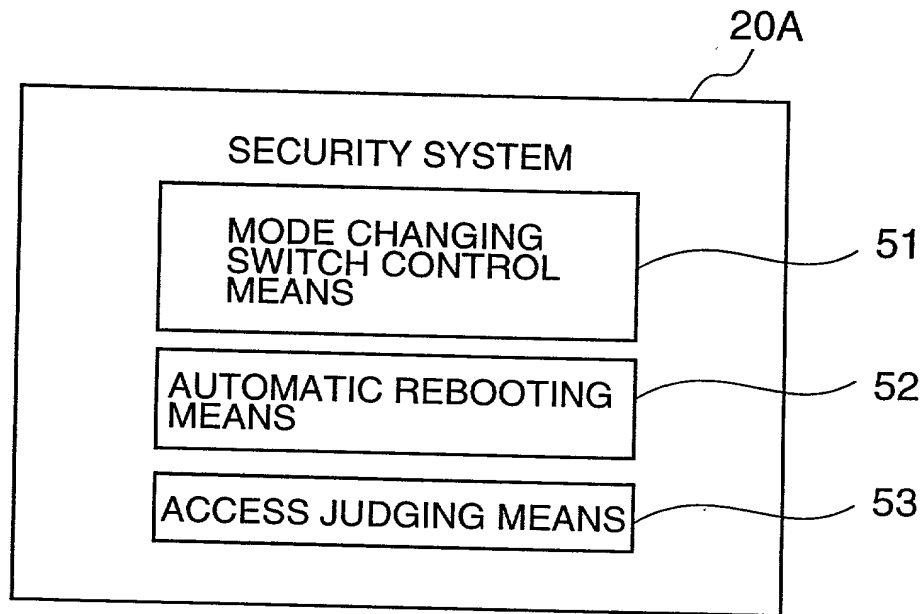 20A
SECURITY SYSTEM
MODE CHANGING
SWITCH CONTROL
MEANS
51
AUTOMATIC REBOOTING
MEANS
52
ACCESS JUDGING MEANS
53